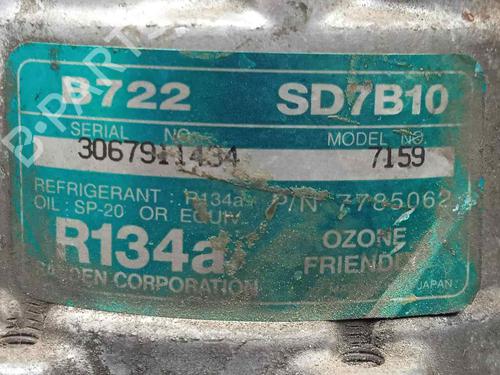 B722 SD7B10
SERIAL NO. MODEL NO.
3067911434 7159
REFRIGERANT : R134a P/N 7785062
OIL: SP-20 OR EQUIV.
R134a OZONE
FRIENDLY
SANDEN CORPORATION
JAPAN